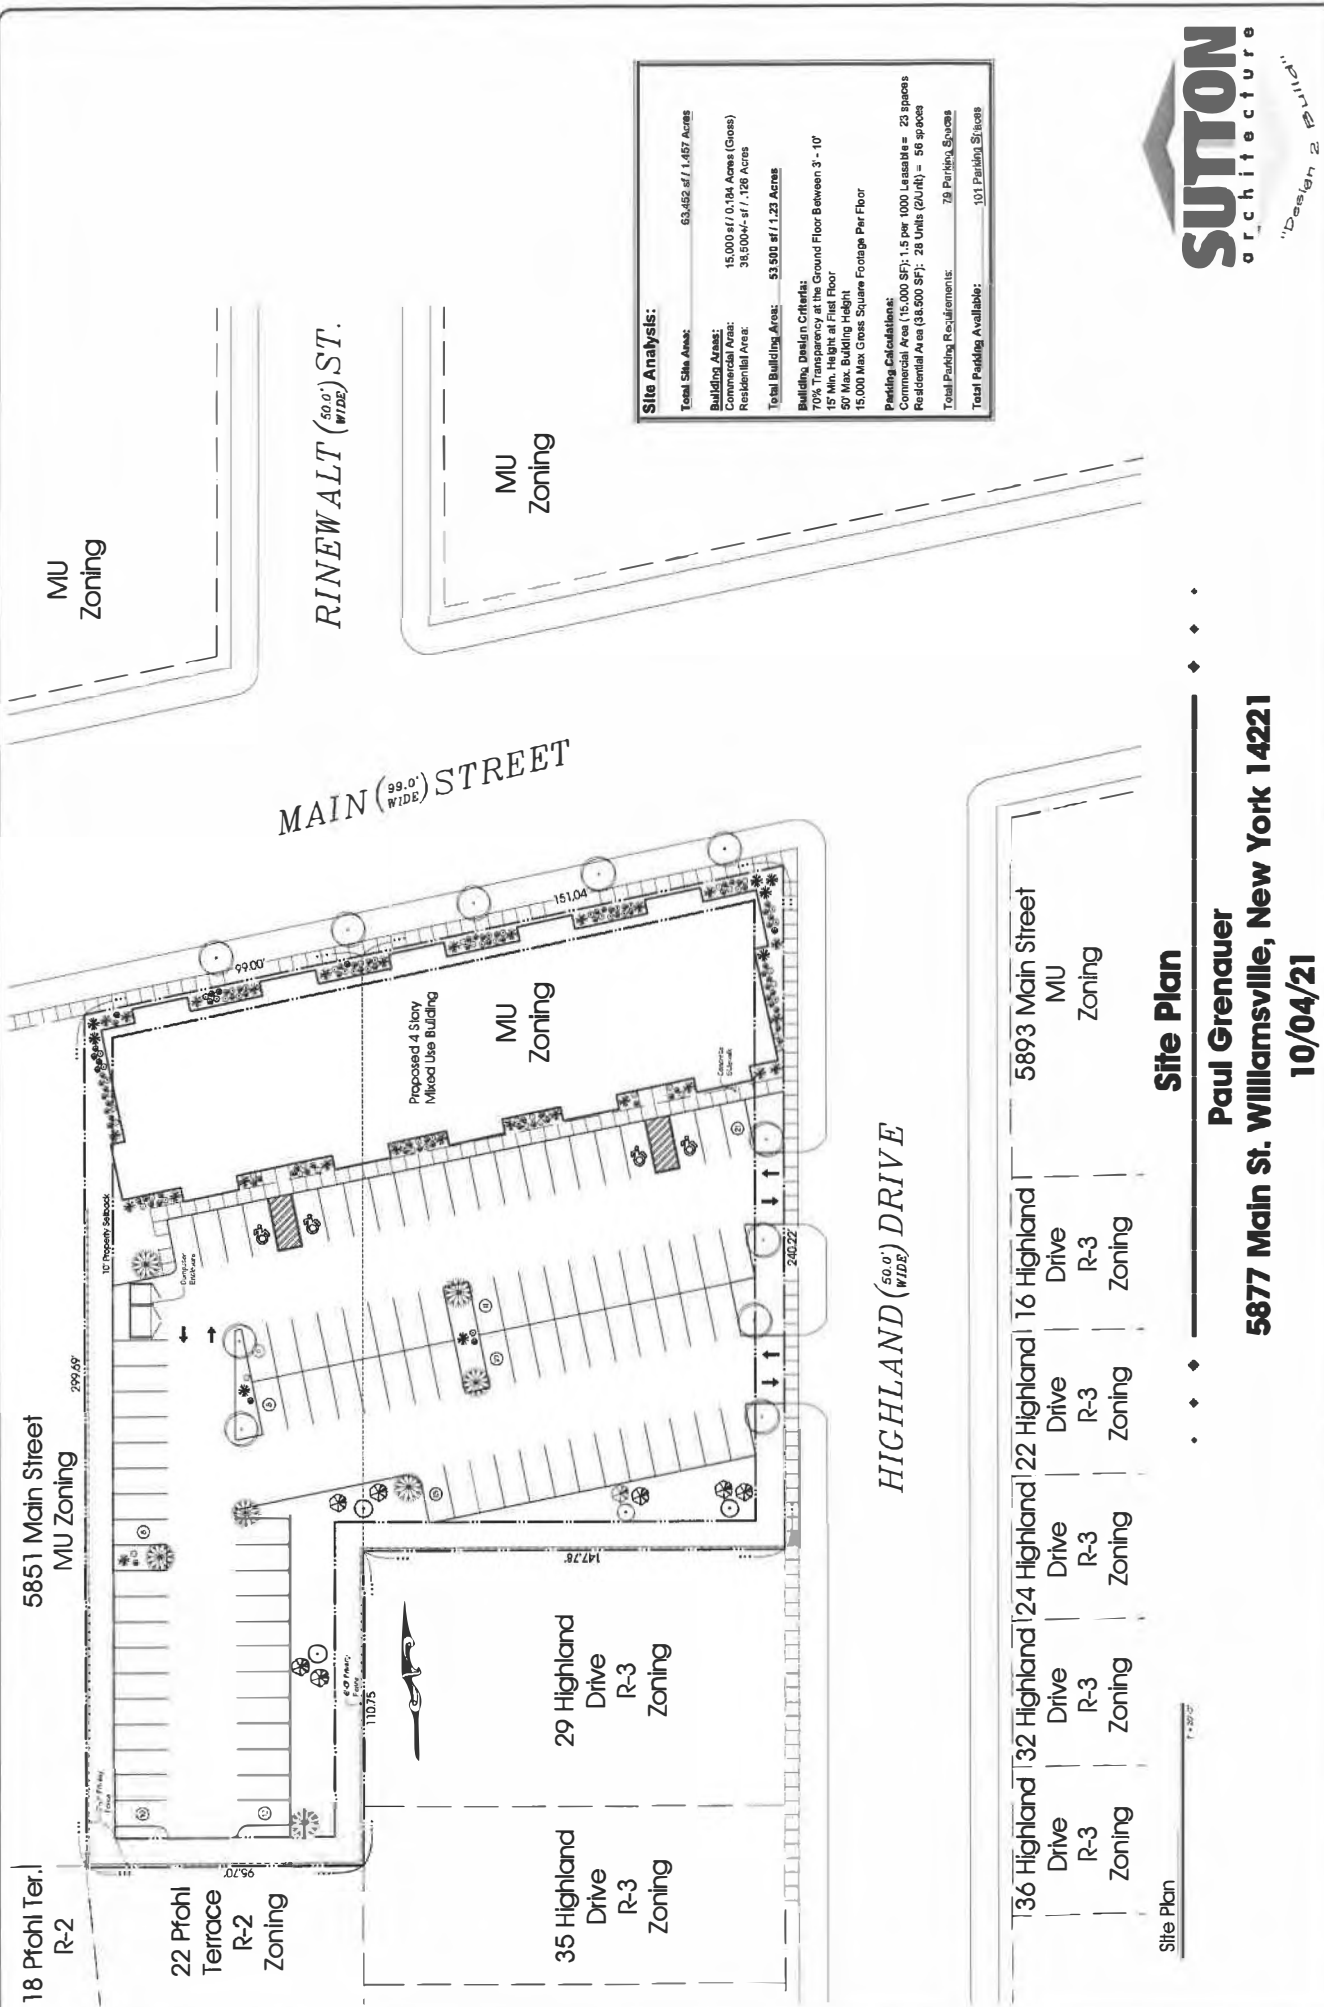 18 Pfohl Ter.
R-2
22 Pfohl
Terrace
R-2
Zoning
5851 Main Street
MU Zoning
299.69'
10' Property Setback
Dumpster
Enclosure
95.70'
110.75
147.78'
240.22'
99.00'
151.04'
Proposed 4 Story
Mixed Use Building
MU
Zoning
Concrete
Sidewalk
MAIN (99.0' WIDE) STREET
RINEWALT (50.0' WIDE) ST.
HIGHLAND (50.0' WIDE) DRIVE
MU
Zoning
MU
Zoning
29 Highland
Drive
R-3
Zoning
35 Highland
Drive
R-3
Zoning
36 Highland
Drive
R-3
Zoning
32 Highland
Drive
R-3
Zoning
24 Highland
Drive
R-3
Zoning
22 Highland
Drive
R-3
Zoning
16 Highland
Drive
R-3
Zoning
5893 Main Street
MU
Zoning
Site Analysis:
Total Site Area: 63,452 sf / 1.457 Acres
Building Areas:
Commercial Area: 15,000 sf / 0.184 Acres (Gross)
Residential Area: 38,500+/- sf / .126 Acres
Total Building Area: 53,500 sf / 1.23 Acres
Building Design Criteria:
70% Transparency at the Ground Floor Between 3' - 10'
15' Min. Height at First Floor
50' Max. Building Height
15,000 Max Gross Square Footage Per Floor
Parking Calculations:
Commercial Area (15,000 SF): 1.5 per 1000 Leasable = 23 spaces
Residential Area (38,500 SF): 28 Units (2/Unit) = 56 spaces
Total Parking Requirements: 79 Parking Spaces
Total Parking Available: 101 Parking Spaces
Site Plan
1" = 20'-0"
Site Plan
Paul Grenauer
5877 Main St. Williamsville, New York 14221
10/04/21
SUTTON
architecture
"Design 2 Build"